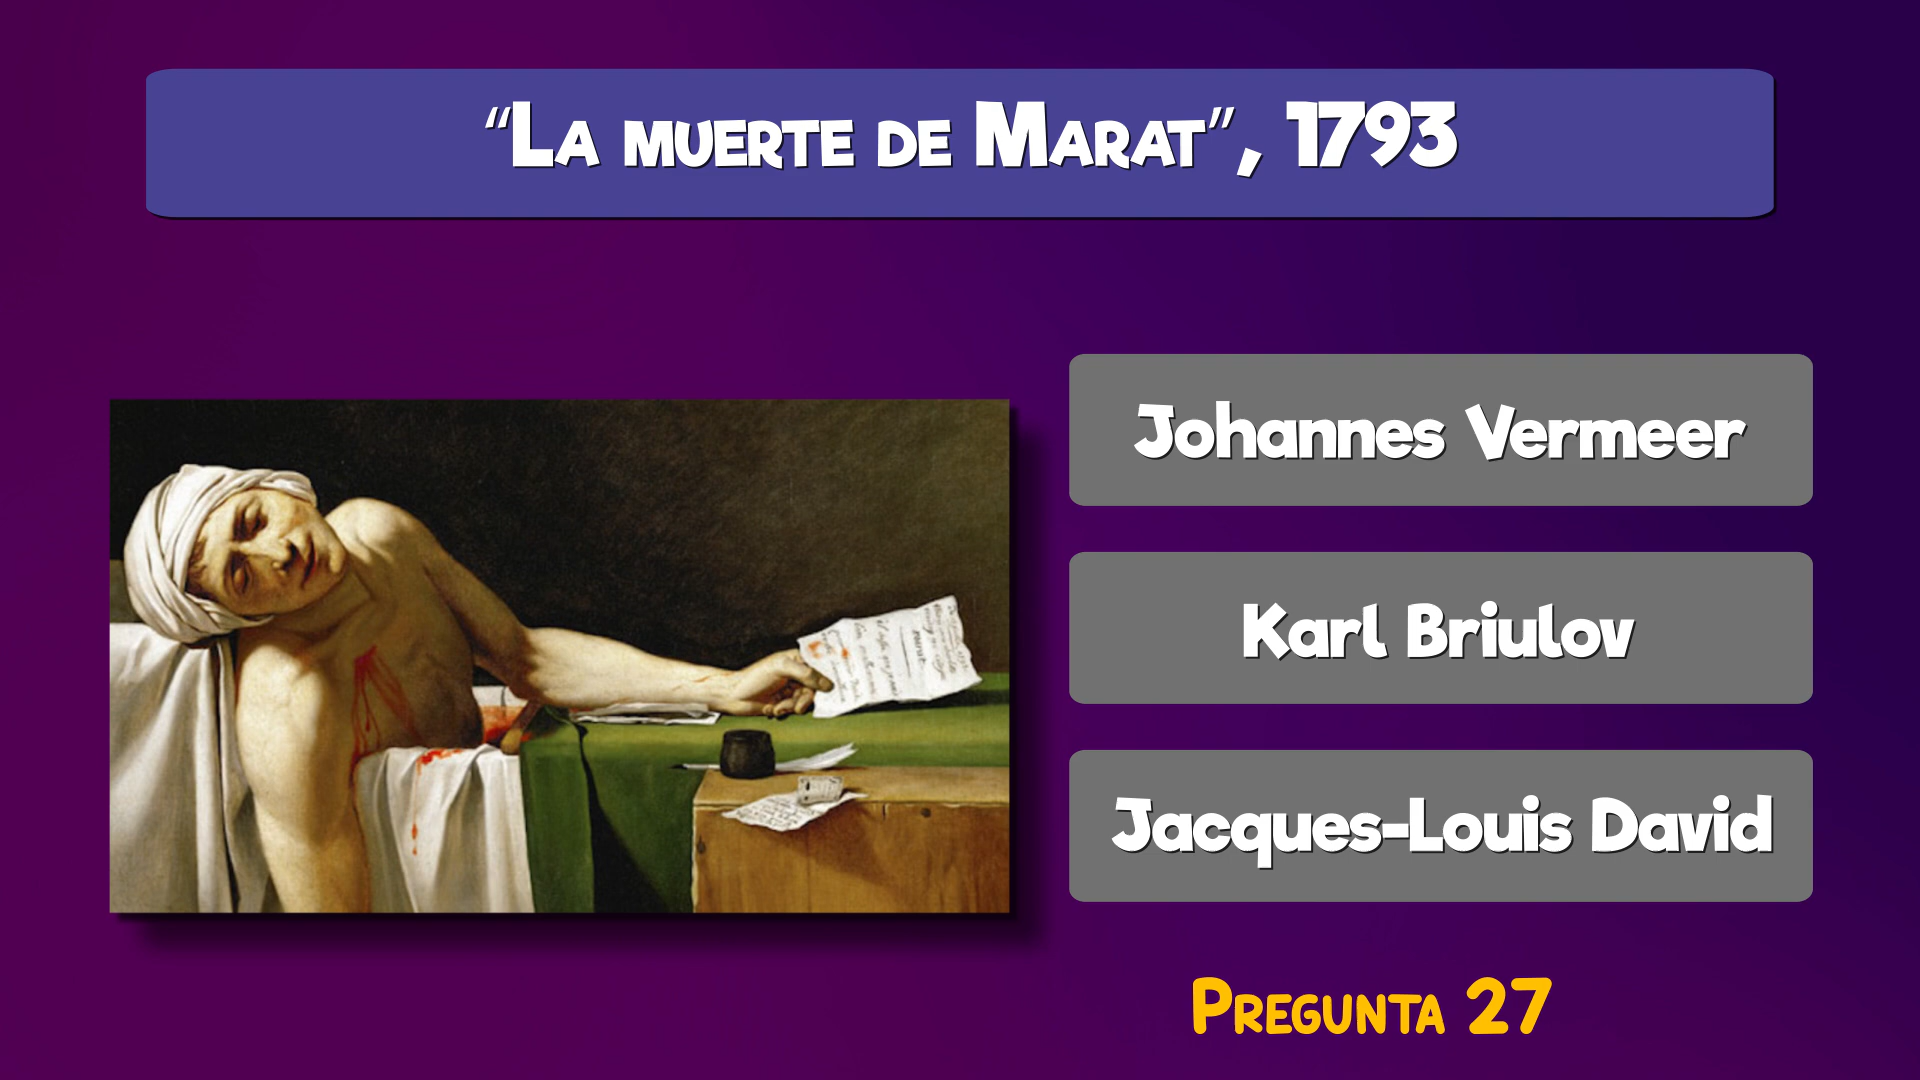 “La muerte de Marat”, 1793
Johannes Vermeer
Karl Briulov
Jacques-Louis David
Pregunta 27